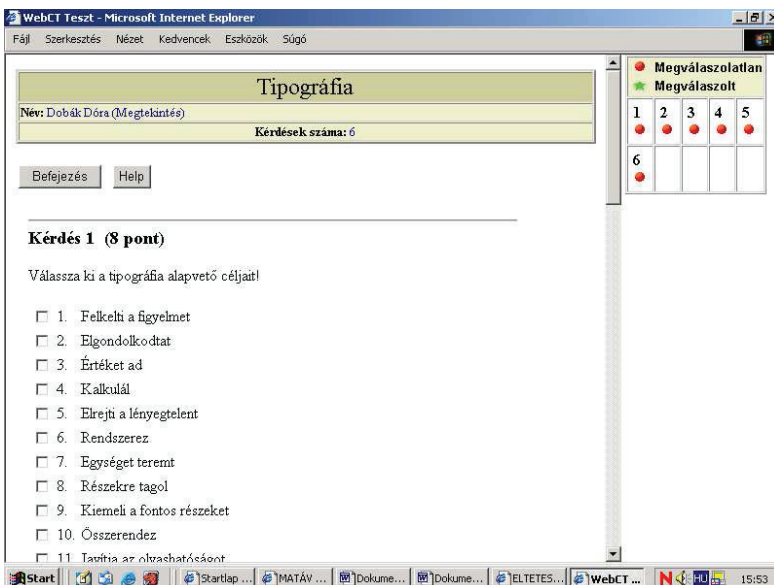 WebCT Teszt - Microsoft Internet Explorer
Fájl Szerkesztés Nézet Kedvencek Eszközök Súgó
Tipográfia
Név: Dobák Dóra (Megtekintés)
Kérdések száma: 6
Befejezés Help
Kérdés 1 (8 pont)
Válassza ki a tipográfia alapvető céljait!
1. Felkelti a figyelmet
2. Elgondolkodtat
3. Értéket ad
4. Kalkulál
5. Elrejti a lényegtelent
6. Rendszerez
7. Egységet teremt
8. Részekre tagol
9. Kiemeli a fontos részeket
10. Összerendez
11. Javítja az olvashatóságot
Megválaszolatlan
Megválaszolt
1 2 3 4 5
6
Start Startlap ... MATÁV ... Dokume... Dokume... ELTETES... WebCT ... HU 15:53